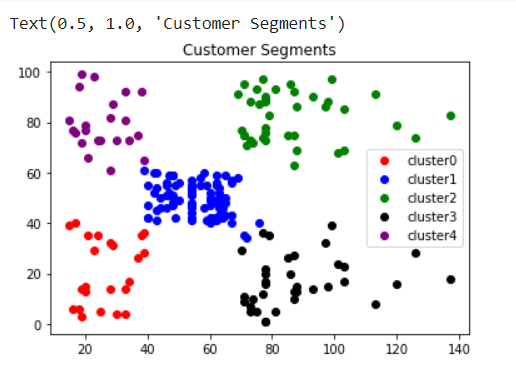 Text(0.5, 1.0, 'Customer Segments')
Customer Segments
100
80
60
40
20
0
cluster0
cluster1
cluster2
cluster3
cluster4
20 40 60 80 100 120 140